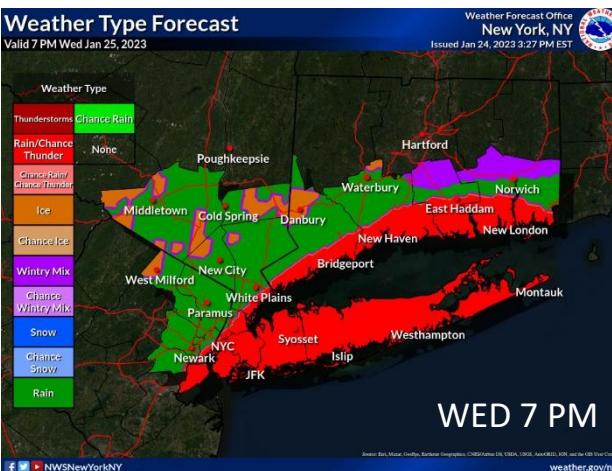 Weather Type Forecast
Valid 7 PM Wed Jan 25, 2023
Weather Forecast Office
New York, NY
Issued Jan 24, 2023 3:27 PM EST
Weather Type
Thunderstorms
Chance Rain
Rain/Chance
Thunder
None
Chance Rain/
Chance Thunder
Ice
Chance Ice
Wintry Mix
Chance
Wintry Mix
Snow
Chance
Snow
Rain
Poughkeepsie
Hartford
Waterbury
Norwich
Middletown
Cold Spring
Danbury
East Haddam
New London
New Haven
New City
Bridgeport
West Milford
White Plains
Montauk
Paramus
NYC
Syosset
Westhampton
Newark
Islip
JFK
WED 7 PM
NWSNewYorkNY
weather.gov/n